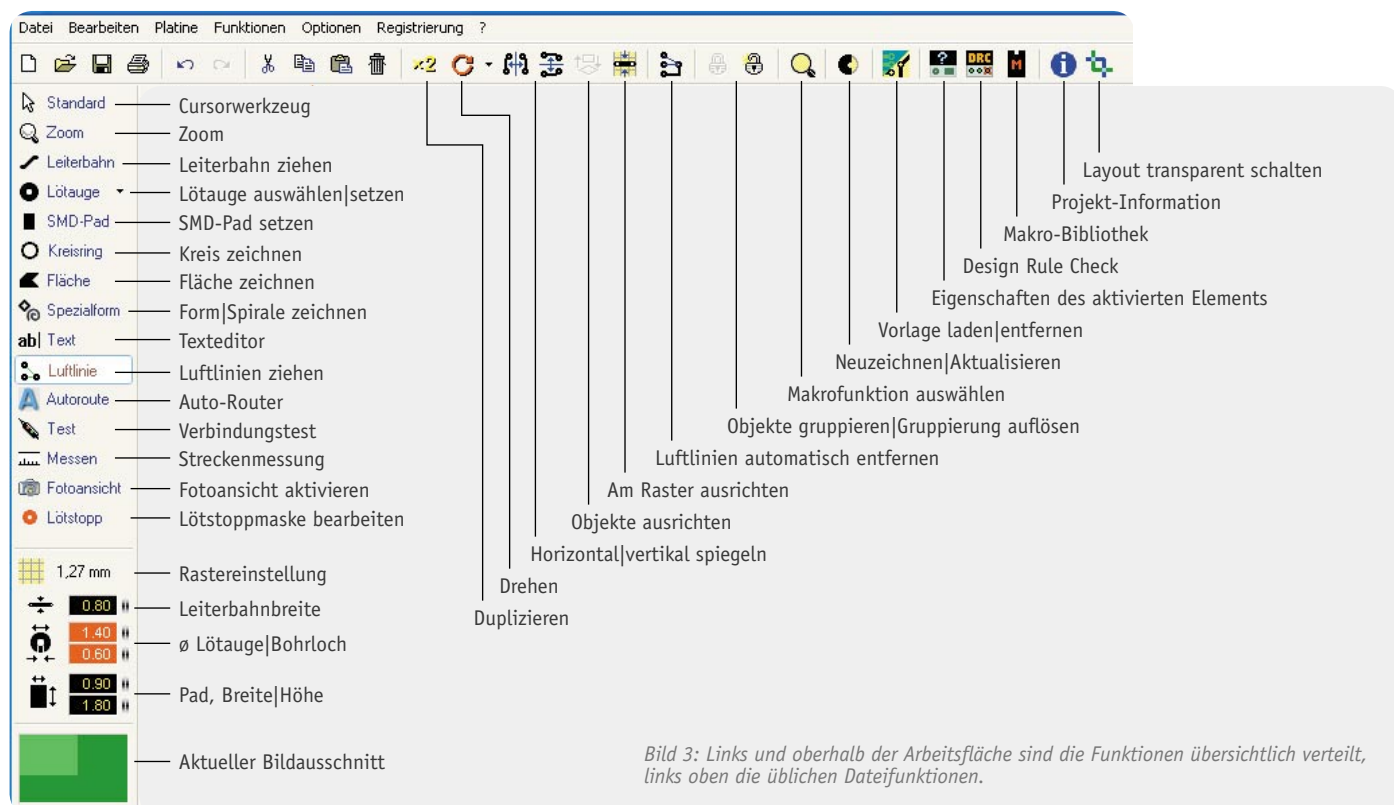 Datei Bearbeiten Platine Funktionen Optionen Registrierung ?
×2
?
DRC
M
i
Standard
Cursorwerkzeug
Zoom
Zoom
Leiterbahn
Leiterbahn ziehen
Lötauge
Lötauge auswählen|setzen
SMD-Pad
SMD-Pad setzen
Kreisring
Kreis zeichnen
Fläche
Fläche zeichnen
Spezialform
Form|Spirale zeichnen
ab| Text
Texteditor
Luftlinie
Luftlinien ziehen
A Autoroute
Auto-Router
Test
Verbindungstest
Messen
Streckenmessung
Fotoansicht
Fotoansicht aktivieren
Lötstopp
Lötstoppmaske bearbeiten
1,27 mm
Rastereinstellung
0.80
Leiterbahnbreite
1.40
0.60
ø Lötauge|Bohrloch
0.90
1.80
Pad, Breite|Höhe
Aktueller Bildausschnitt
Layout transparent schalten
Projekt-Information
Makro-Bibliothek
Design Rule Check
Eigenschaften des aktivierten Elements
Vorlage laden|entfernen
Neuzeichnen|Aktualisieren
Makrofunktion auswählen
Objekte gruppieren|Gruppierung auflösen
Luftlinien automatisch entfernen
Am Raster ausrichten
Objekte ausrichten
Horizontal|vertikal spiegeln
Drehen
Duplizieren
Bild 3: Links und oberhalb der Arbeitsfläche sind die Funktionen übersichtlich verteilt,
links oben die üblichen Dateifunktionen.